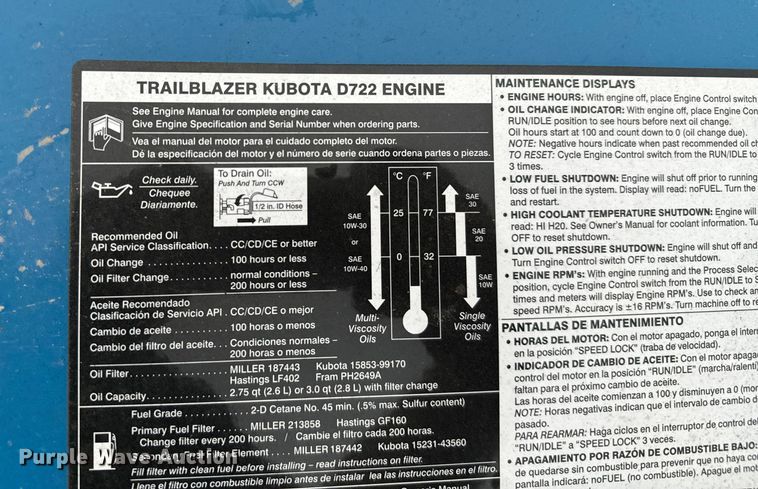 TRAILBLAZER KUBOTA D722 ENGINE
See Engine Manual for complete engine care.
Give Engine Specification and Serial Number when ordering parts.
Vea el manual del motor para el cuidado completo del motor.
Dé la especificación del motor y el número de serie cuando ordena partes o piezas.
Check daily.
Chequee
Diariamente.
To Drain Oil:
Push And Turn CCW
1/2 in. ID Hose
Pull
Recommended Oil
API Service Classification.... CC/CD/CE or better
Oil Change .................. 100 hours or less
Oil Filter Change ............ normal conditions –
200 hours or less
Aceite Recomendado
Clasificación de Servicio API . CC/CD/CE o mejor
Cambio de aceite ............ 100 horas o menos
Cambio del filtro del aceite.... Condiciones normales –
200 horas o menos
Oil Filter: ................... MILLER 187443 Kubota 15853-99170
Hastings LF402 Fram PH2649A
Oil Capacity................. 2.75 qt (2.6 L) or 3.0 qt (2.8 L) with filter change
°C °F
25 77
0 32
SAE
10W-30
or
SAE
10W-40
SAE
30
SAE
20
SAE
10W
Multi-
Viscosity
Oils
Single
Viscosity
Oils
Fuel Grade ............... 2-D Cetane No. 45 min. (.5% max. Sulfur content)
Primary Fuel Filter ......... MILLER 213858 Hastings GF160
Change filter every 200 hours. / Cambie el filtro cada 200 horas.
Filter Element .... MILLER 187442 Kubota 15231-43560
Fill filter with clean fuel before installing – read instructions on filter.
Llene el filtro con combustible limpio antes de instalar lea las instrucciones en el filtro.
Manual
MAINTENANCE DISPLAYS
• ENGINE HOURS: With engine off, place Engine Control switch
• OIL CHANGE INDICATOR: With engine off, place Engine Con
RUN/IDLE position to see hours before next oil change.
Oil hours start at 100 and count down to 0 (oil change due).
NOTE: Negative hours indicate when past recommended oil ch
TO RESET: Cycle Engine Control switch from the RUN/IDLE to
3 times.
• LOW FUEL SHUTDOWN: Engine will shut off prior to running
loss of fuel in the system. Display will read: noFUEL. Turn the
and restart.
• HIGH COOLANT TEMPERATURE SHUTDOWN: Engine will
read: HI H20. See Owner's Manual for coolant information. Tu
OFF to reset shutdown.
• LOW OIL PRESSURE SHUTDOWN: Engine will shut off and
Turn Engine Control switch OFF to reset shutdown.
• ENGINE RPM's: With engine running and the Process Selec
position, cycle Engine Control switch from the RUN/IDLE to S
times and meters will display Engine RPM's. Use to check an
speed RPM's. Accuracy is ±16 RPM's. Turn machine off to re
PANTALLAS DE MANTENIMIENTO
• HORAS DEL MOTOR: Con el motor apagado, ponga el inter
en la posición "SPEED LOCK" (traba de velocidad).
• INDICADOR DE CAMBIO DE ACEITE: Con el motor apaga
control del motor en la posición "RUN/IDLE" (marcha/ralentí)
faltan para el próximo cambio de aceite.
Las horas del aceite comienzan a 100 y disminuyen a 0 (mor
NOTE: Horas negativas indican que el intervalo de cambio d
pasado.
PARA REARMAR: Haga ciclos en el interruptor de control del
"RUN/IDLE" a "SPEED LOCK" 3 veces.
• APAGAMIENTO POR RAZÓN DE COMBUSTIBLE BAJO:
de quedarse sin combustible para prevenir que no haya con
pantalla indicará: noFUEL (no combustible). Apague el mot
Purple Wave Auction